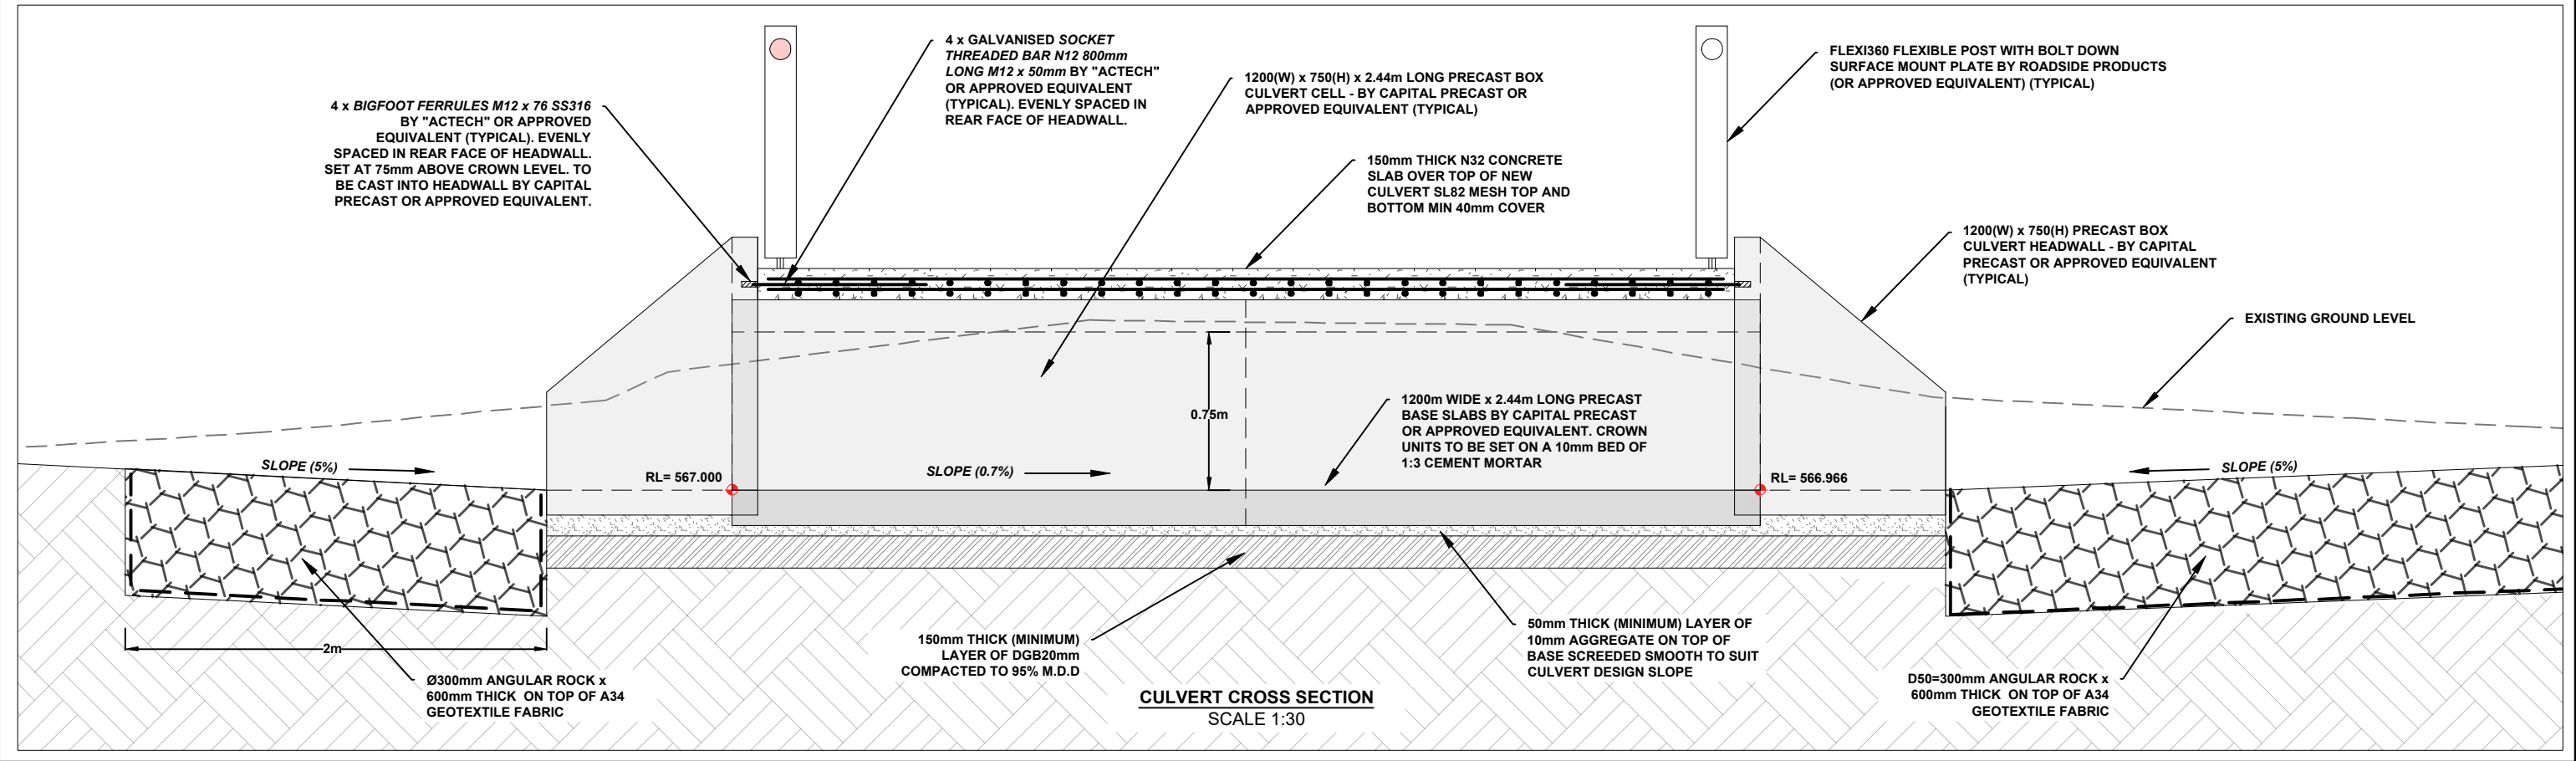 4 x BIGFOOT FERRULES M12 x 76 SS316
BY "ACTECH" OR APPROVED
EQUIVALENT (TYPICAL). EVENLY
SPACED IN REAR FACE OF HEADWALL.
SET AT 75mm ABOVE CROWN LEVEL. TO
BE CAST INTO HEADWALL BY CAPITAL
PRECAST OR APPROVED EQUIVALENT.
4 x GALVANISED SOCKET
THREADED BAR N12 800mm
LONG M12 x 50mm BY "ACTECH"
OR APPROVED EQUIVALENT
(TYPICAL). EVENLY SPACED IN
REAR FACE OF HEADWALL.
1200(W) x 750(H) x 2.44m LONG PRECAST BOX
CULVERT CELL - BY CAPITAL PRECAST OR
APPROVED EQUIVALENT (TYPICAL)
150mm THICK N32 CONCRETE
SLAB OVER TOP OF NEW
CULVERT SL82 MESH TOP AND
BOTTOM MIN 40mm COVER
FLEXI360 FLEXIBLE POST WITH BOLT DOWN
SURFACE MOUNT PLATE BY ROADSIDE PRODUCTS
(OR APPROVED EQUIVALENT) (TYPICAL)
1200(W) x 750(H) PRECAST BOX
CULVERT HEADWALL - BY CAPITAL
PRECAST OR APPROVED EQUIVALENT
(TYPICAL)
EXISTING GROUND LEVEL
0.75m
1200m WIDE x 2.44m LONG PRECAST
BASE SLABS BY CAPITAL PRECAST
OR APPROVED EQUIVALENT. CROWN
UNITS TO BE SET ON A 10mm BED OF
1:3 CEMENT MORTAR
SLOPE (5%)
RL= 567.000
SLOPE (0.7%)
RL= 566.966
SLOPE (5%)
2m
Ø300mm ANGULAR ROCK x
600mm THICK ON TOP OF A34
GEOTEXTILE FABRIC
150mm THICK (MINIMUM)
LAYER OF DGB20mm
COMPACTED TO 95% M.D.D
50mm THICK (MINIMUM) LAYER OF
10mm AGGREGATE ON TOP OF
BASE SCREEDED SMOOTH TO SUIT
CULVERT DESIGN SLOPE
D50=300mm ANGULAR ROCK x
600mm THICK ON TOP OF A34
GEOTEXTILE FABRIC
CULVERT CROSS SECTION
SCALE 1:30